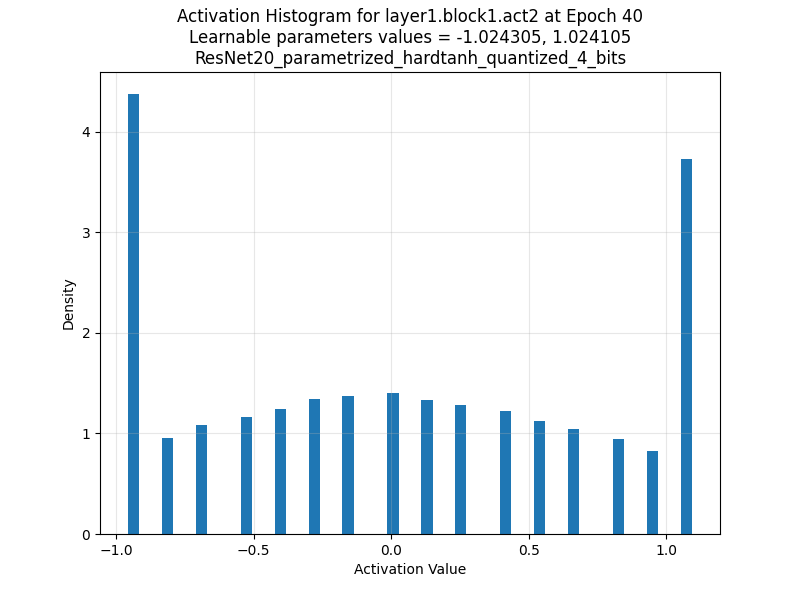 Activation Histogram for layer1.block1.act2 at Epoch 40
Learnable parameters values = -1.024305, 1.024105
ResNet20_parametrized_hardtanh_quantized_4_bits
4
3
2
1
0
Density
−1.0 −0.5 0.0 0.5 1.0
Activation Value